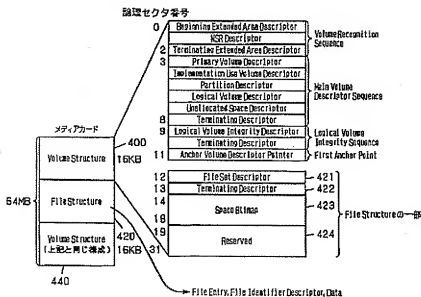 論理セクタ番号
0 Beginning Extended Area Descriptor
NSR Descriptor
2 Terminating Extended Area Descriptor
Volume Recognition Sequence
3 Primary Volume Descriptor
Implementation Use Volume Descriptor
Partition Descriptor
Logical Volume Descriptor
Unallocated Space Descriptor
8 Terminating Descriptor
Main Volume Descriptor Sequence
9 Logical Volume Integrity Descriptor
Terminating Descriptor
Logical Volume Integrity Sequence
11 Anchor Volume Descriptor Pointer
First Anchor Point
メディアカード
400
Volume Structure
16KB
64MB
File Structure
420
Volume Structure
(上記と同じ構成)
16KB
440
12 File Set Descriptor 421
13 Terminating Descriptor 422
14
Space Bitmap 423
18
19
Reserved 424
31
File Structureの一部
File Entry, File Identifier Descriptor, Data